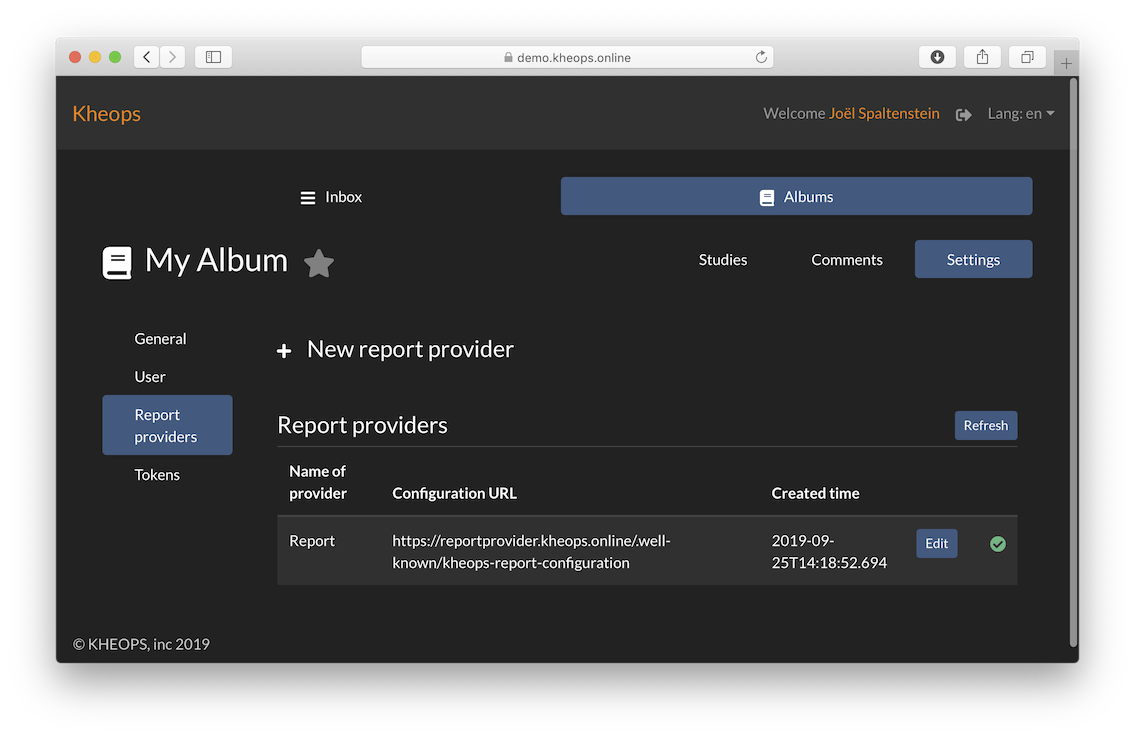 demo.kheops.online
Kheops
Welcome Joël Spaltenstein
Lang: en
Inbox
Albums
My Album
Studies
Comments
Settings
General
User
Report
providers
Tokens
New report provider
Report providers
Refresh
Name of
provider
Configuration URL
Created time
Report
https://reportprovider.kheops.online/.well-
known/kheops-report-configuration
2019-09-
25T14:18:52.694
Edit
© KHEOPS, inc 2019